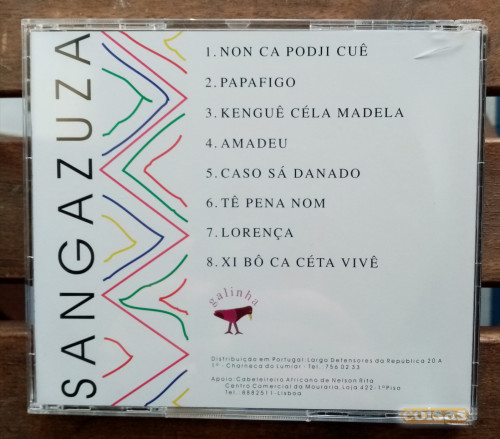 SANGAZUZA
1. NON CA PODJI CUÊ
2. PAPAFIGO
3. KENGUÊ CÉLA MADELA
4. AMADEU
5. CASO SÁ DANADO
6. TÊ PENA NOM
7. LORENÇA
8. XI BÔ CA CÉTA VIVÊ
galinha
Distribuição em Portugal: Largo Defensores da Republica 20 A
1º - Charneca do Lumiar - Tel.: 756 02 33
Apoio: Cabeleireiro Africano de Nelson Rita
Centro Comercial da Mouraria, Loja 422 - 1º Piso
Tel.: 8882511 - Lisboa